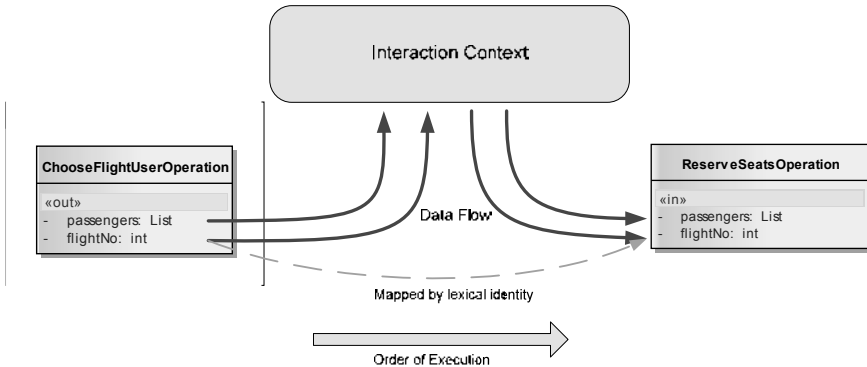 Interaction Context
ChooseFlightUserOperation
«out»
- passengers: List
- flightNo: int
ReserveSeatsOperation
«in»
- passengers: List
- flightNo: int
Data Flow
Mapped by lexical identity
Order of Execution